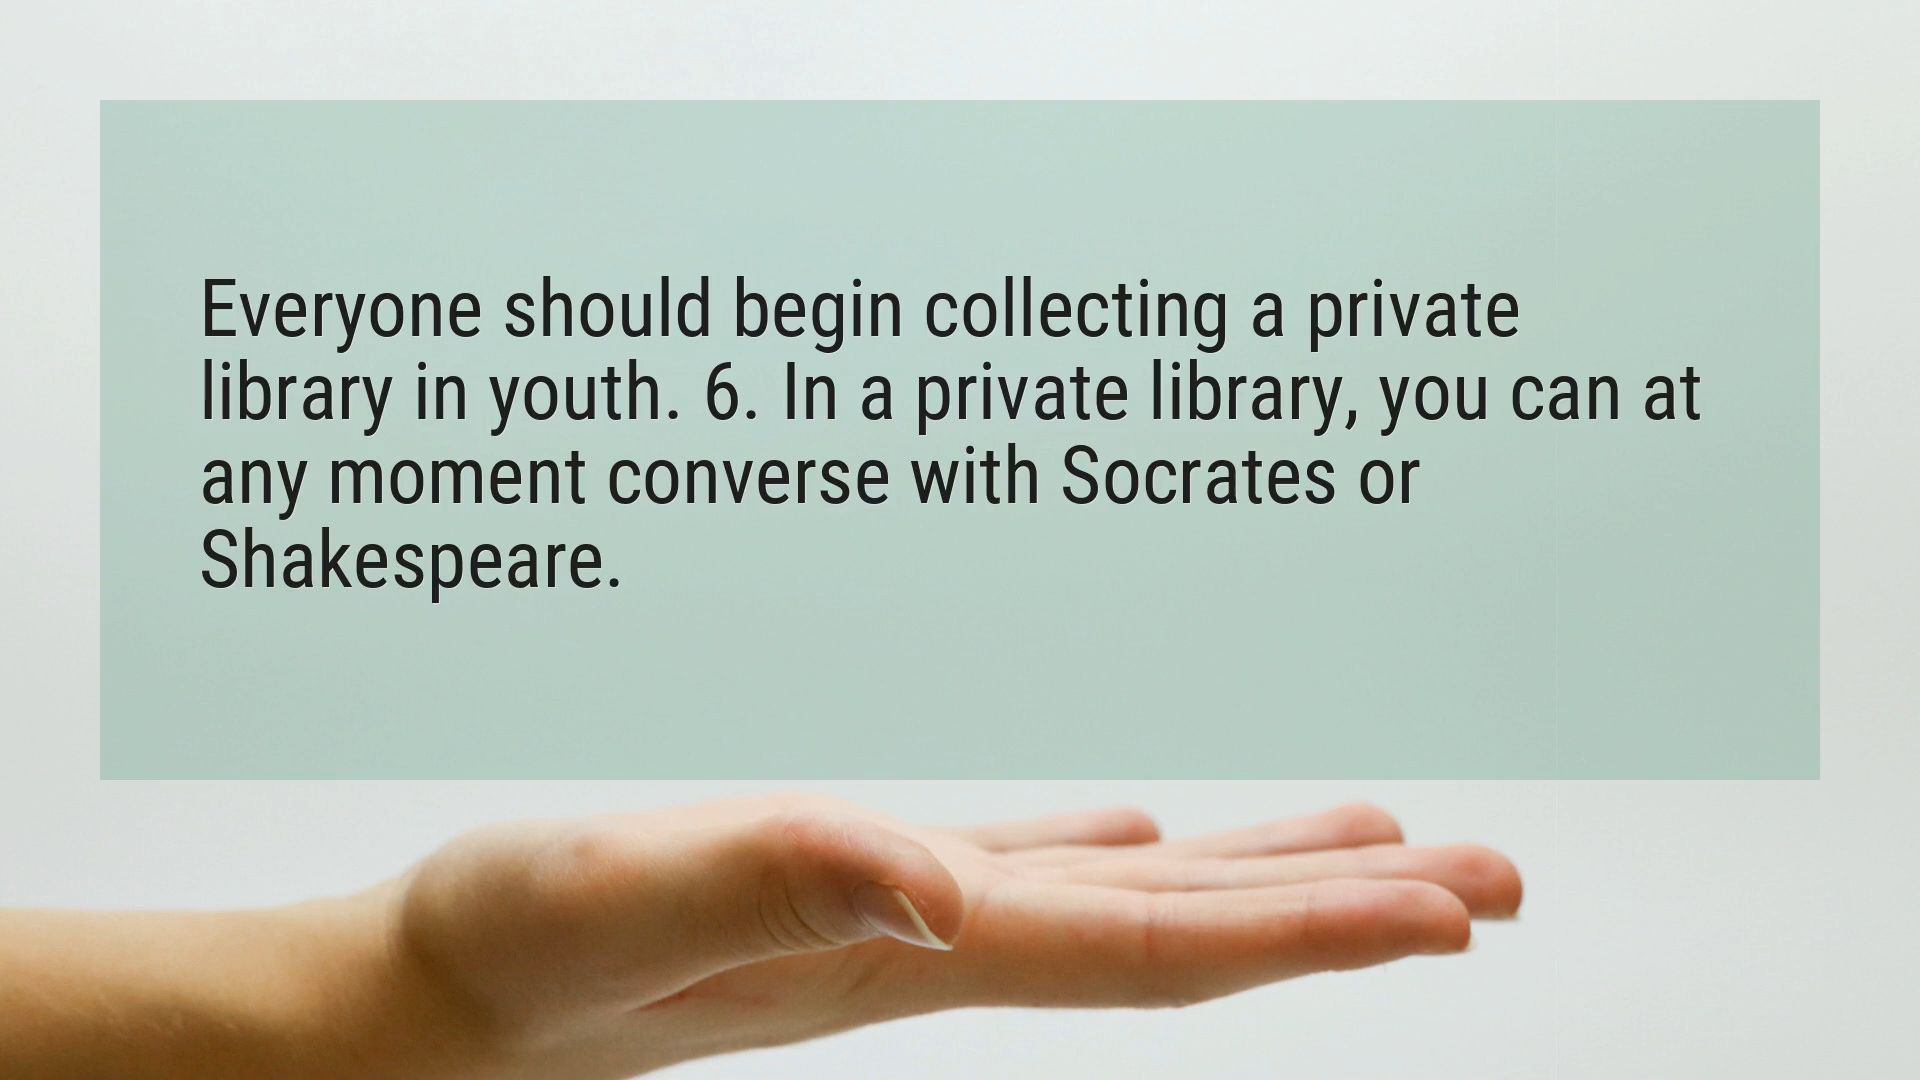 Everyone should begin collecting a private
library in youth. 6. In a private library, you can at
any moment converse with Socrates or
Shakespeare.